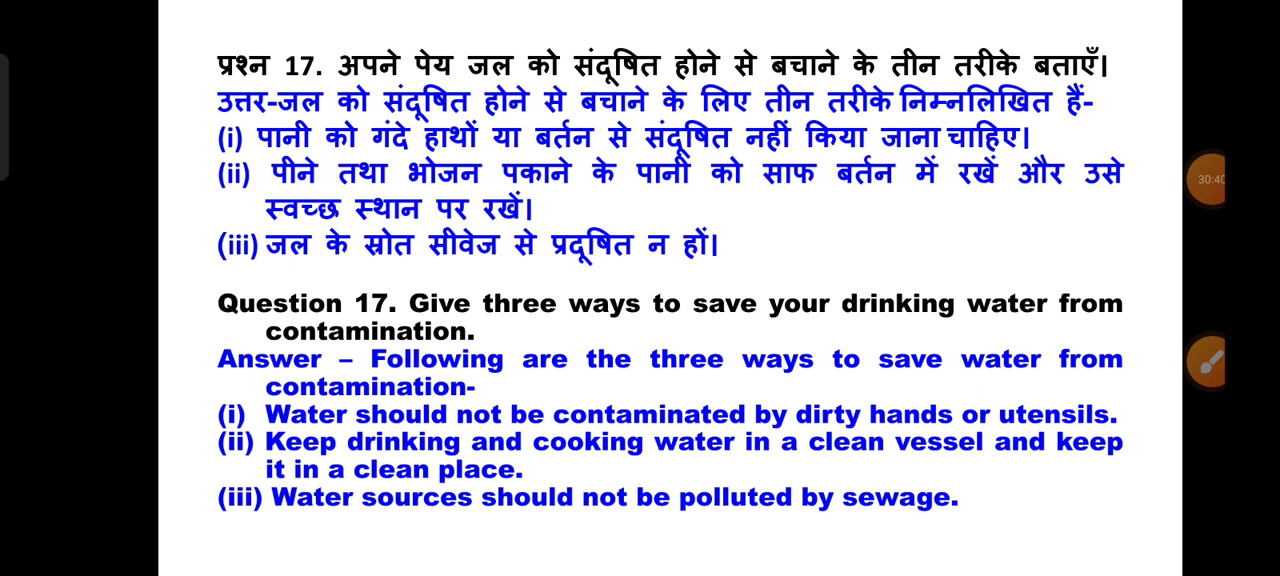 प्रश्न 17. अपने पेय जल को संदूषित होने से बचाने के तीन तरीके बताएँ।
उत्तर-जल को संदूषित होने से बचाने के लिए तीन तरीके निम्नलिखित हैं-
(i) पानी को गंदे हाथों या बर्तन से संदूषित नहीं किया जाना चाहिए।
(ii) पीने तथा भोजन पकाने के पानी को साफ बर्तन में रखें और उसे
स्वच्छ स्थान पर रखें।
(iii) जल के स्रोत सीवेज से प्रदूषित न हों।
Question 17. Give three ways to save your drinking water from
contamination.
Answer – Following are the three ways to save water from
contamination-
(i) Water should not be contaminated by dirty hands or utensils.
(ii) Keep drinking and cooking water in a clean vessel and keep
it in a clean place.
(iii) Water sources should not be polluted by sewage.
30:40